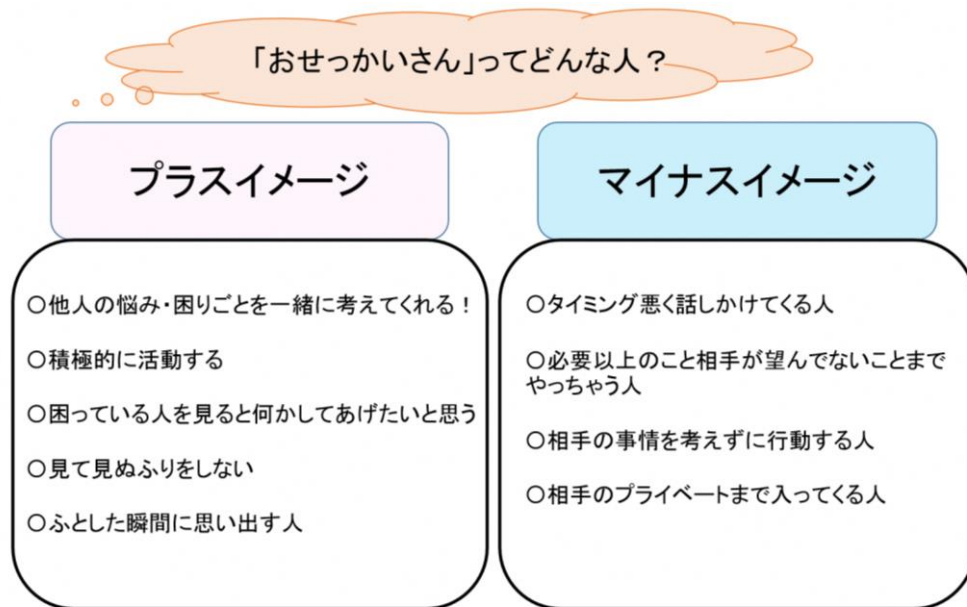 「おせっかいさん」ってどんな人？
プラスイメージ
○他人の悩み・困りごとを一緒に考えてくれる！
○積極的に活動する
○困っている人を見ると何かしてあげたいと思う
○見て見ぬふりをしない
○ふとした瞬間に思い出す人
マイナスイメージ
○タイミング悪く話しかけてくる人
○必要以上のこと相手が望んでないことまで
やっちゃう人
○相手の事情を考えずに行動する人
○相手のプライベートまで入ってくる人